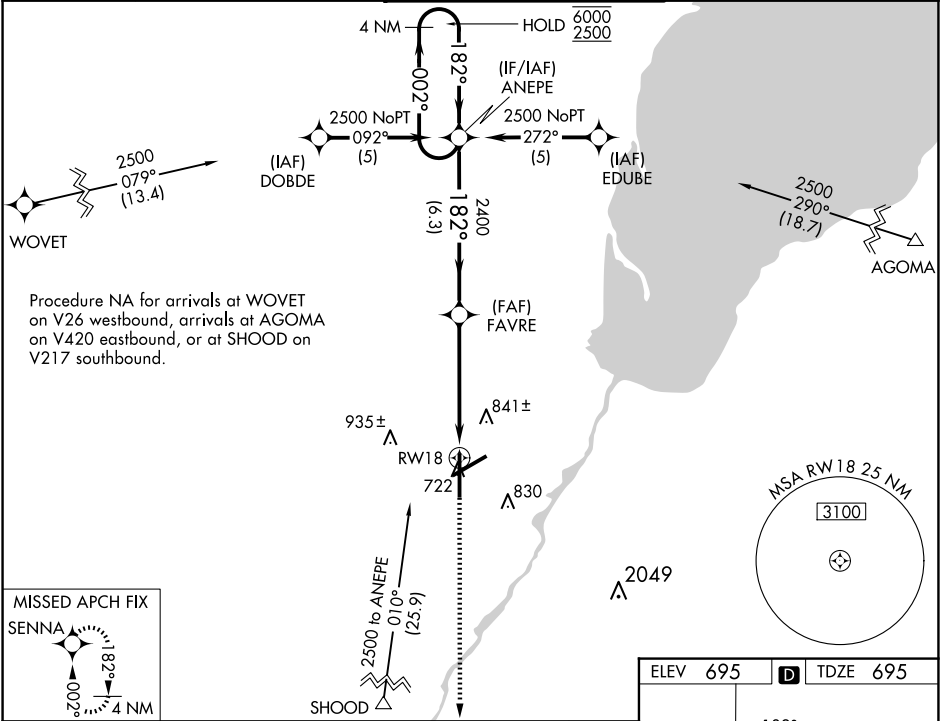 4 NM
HOLD
6000
2500
182°
002°
(IF/IAF)
ANEPE
2500 NoPT
092°
(5)
2500 NoPT
272°
(5)
(IAF)
DOBDE
(IAF)
EDUBE
2500
079°
(13.4)
WOVET
2500
290°
(18.7)
AGOMA
2400
182°
(6.3)
Procedure NA for arrivals at WOVET
on V26 westbound, arrivals at AGOMA
on V420 eastbound, or at SHOOD on
V217 southbound.
(FAF)
FAVRE
935±
841±
RW18
722
830
MSA RW18 25 NM
3100
2049
2500 to ANEPE
010°
(25.9)
SHOOD
MISSED APCH FIX
SENNA
182°
002°
4 NM
ELEV 695
D
TDZE 695